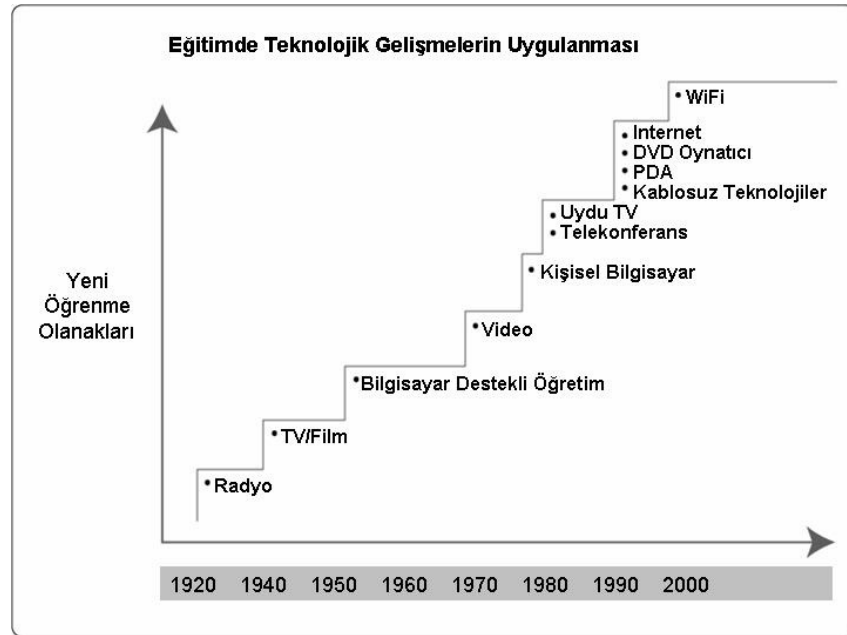 Eğitimde Teknolojik Gelişmelerin Uygulanması
• WiFi
• Internet
• DVD Oynatıcı
• PDA
• Kablosuz Teknolojiler
• Uydu TV
• Telekonferans
• Kişisel Bilgisayar
Yeni
Öğrenme
Olanakları
• Video
• Bilgisayar Destekli Öğretim
• TV/Film
• Radyo
1920 1940 1950 1960 1970 1980 1990 2000